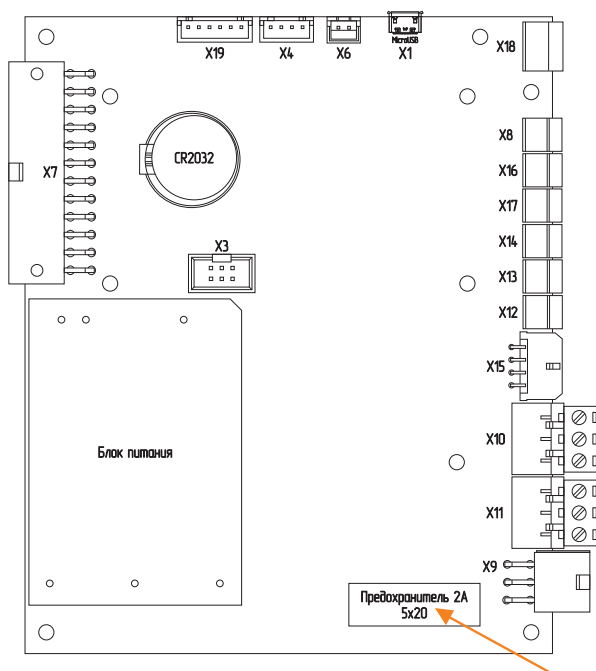 X19
X4
X6
X1
MicroUSB
X18
X7
CR2032
X8
X16
X17
X3
X14
X13
X12
X15
X10
Блок питания
X11
X9
Предохранитель 2А
5х20